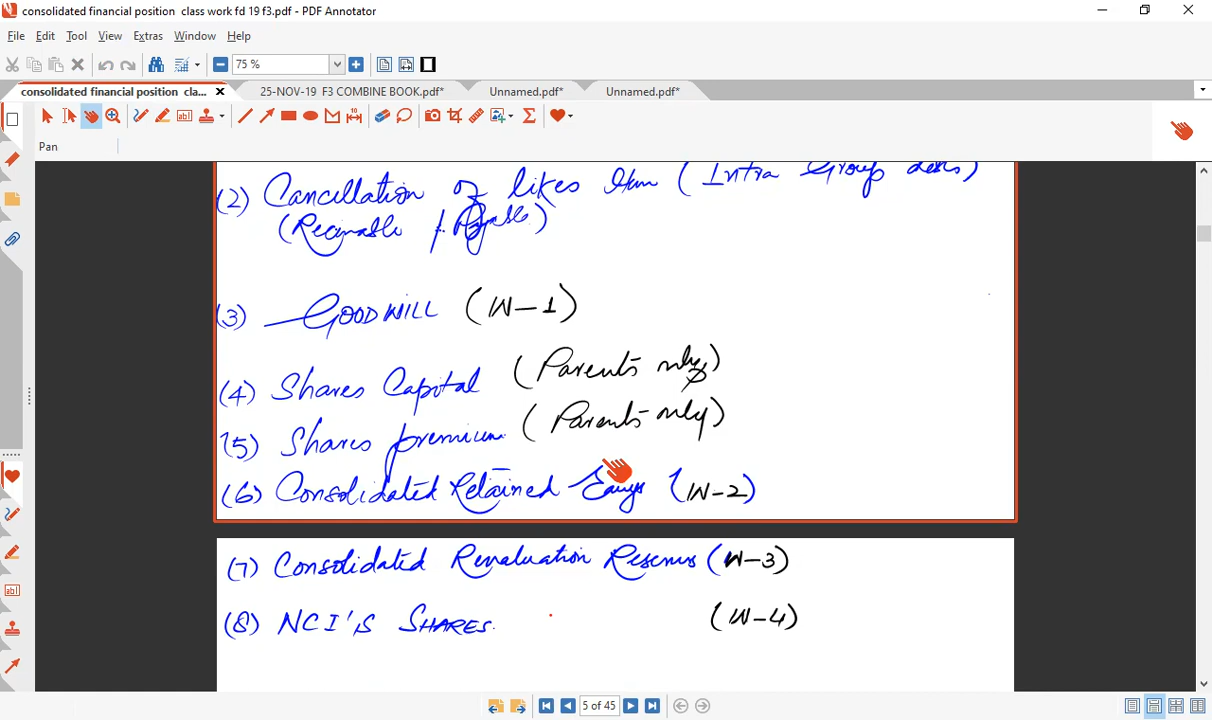 consolidated financial position class work fd 19 f3.pdf - PDF Annotator
File Edit Tool View Extras Window Help
75 %
consolidated financial position cla... 25-NOV-19 F3 COMBINE BOOK.pdf* Unnamed.pdf* Unnamed.pdf*
Pan
(2) Cancillation of likes Item (Intra Group
(Receivable / Payable)
(3) GOODWILL (W-1)
(4) Shares Capital (Parents only)
(5) Shares premium (Parents only)
(6) Consolidated Retained (W-2)
(7) Consolidated Revaluation Reserves (W-3)
(8) NCI'S SHARES. (W-4)
5 of 45